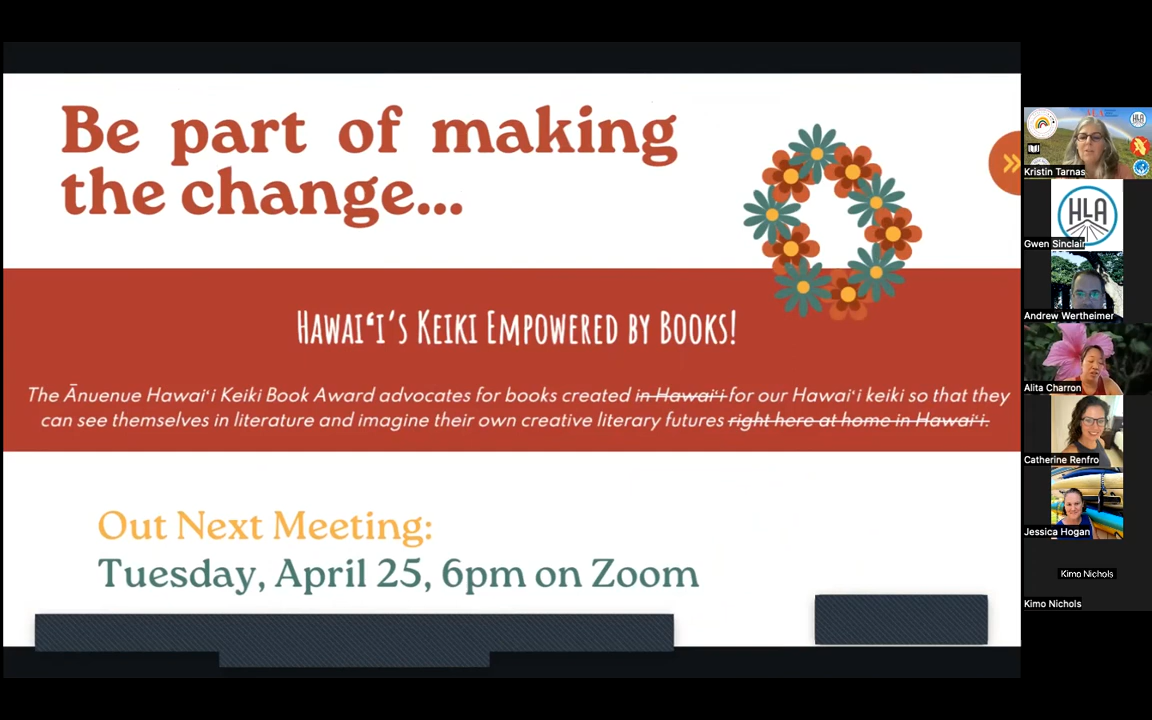 Be part of making
the change...
HAWAIʻI'S KEIKI EMPOWERED BY BOOKS!
The Ānuenue Hawaiʻi Keiki Book Award advocates for books created in Hawaiʻi for our Hawaiʻi keiki so that they
can see themselves in literature and imagine their own creative literary futures right here at home in Hawaiʻi.
Out Next Meeting:
Tuesday, April 25, 6pm on Zoom
»
HLA
Kristin Tarnas
HLA
Gwen Sinclair
Andrew Wertheimer
Alita Charron
Catherine Renfro
Jessica Hogan
Kimo Nichols
Kimo Nichols